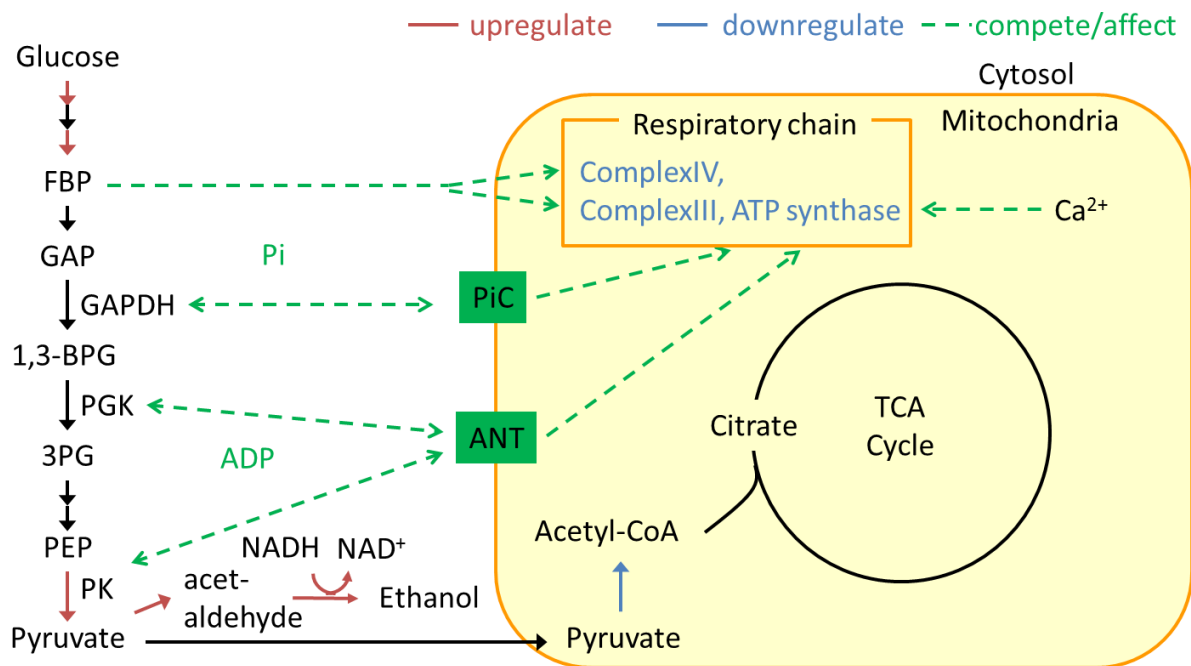 upregulate
downregulate
compete/affect
Glucose
Cytosol
Mitochondria
Respiratory chain
ComplexIV,
ComplexIII, ATP synthase
Ca²⁺
FBP
GAP
Pi
GAPDH
PiC
1,3-BPG
PGK
ANT
3PG
ADP
Citrate
TCA
Cycle
PEP
NADH
NAD⁺
Acetyl-CoA
PK
acet-
aldehyde
Ethanol
Pyruvate
Pyruvate